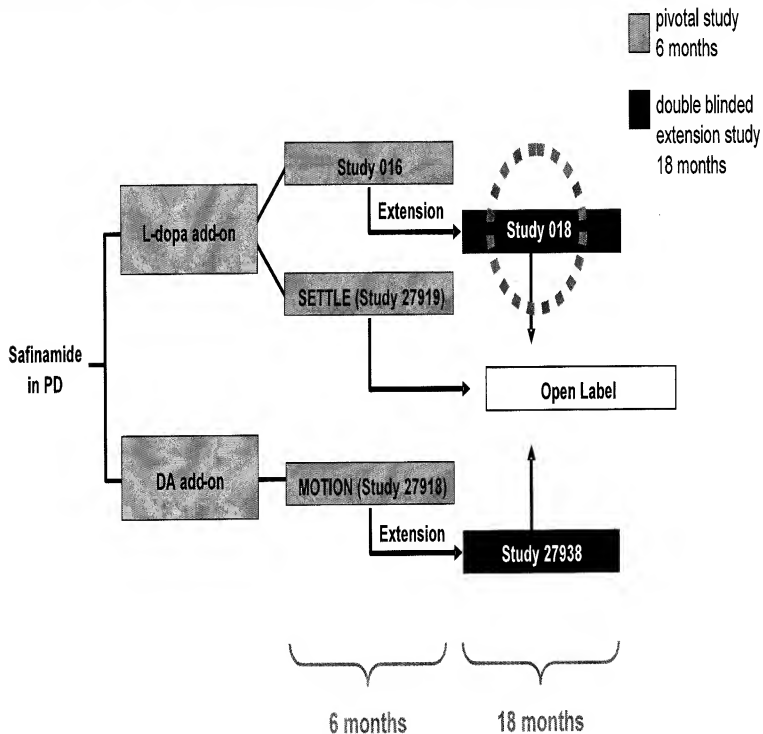 pivotal study
6 months
double blinded
extension study
18 months
Study 016
Extension
L-dopa add-on
Study 018
SETTLE (Study 27919)
Safinamide
in PD
Open Label
DA add-on
MOTION (Study 27918)
Extension
Study 27938
6 months
18 months